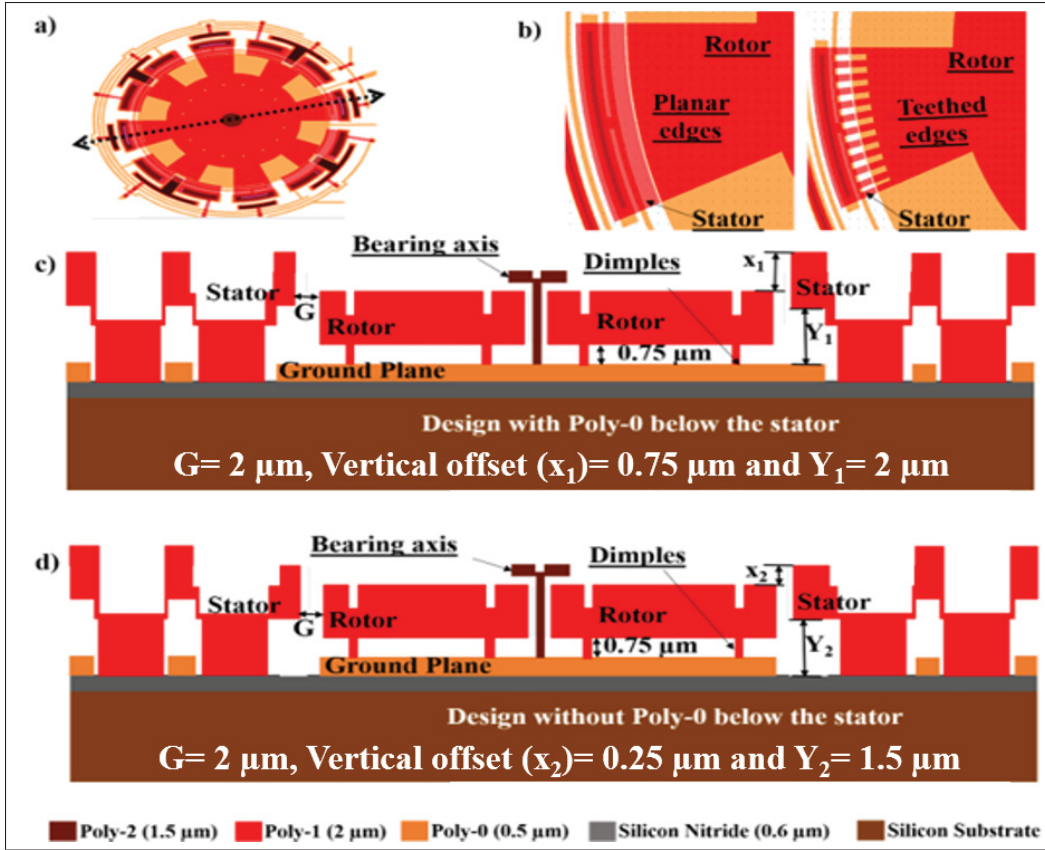 a)
b)
Rotor
Planar
edges
Stator
Rotor
Teethed
edges
Stator
c)
Bearing axis
Dimples
x₁
Stator
Stator
G
Rotor
Rotor
Y₁
0.75 µm
Ground Plane
Design with Poly-0 below the stator
G= 2 µm, Vertical offset (x₁)= 0.75 µm and Y₁= 2 µm
d)
Bearing axis
Dimples
x₂
Stator
Stator
G
Rotor
Rotor
0.75 µm
Y₂
Ground Plane
Design without Poly-0 below the stator
G= 2 µm, Vertical offset (x₂)= 0.25 µm and Y₂= 1.5 µm
Poly-2 (1.5 µm) Poly-1 (2 µm) Poly-0 (0.5 µm) Silicon Nitride (0.6 µm) Silicon Substrate